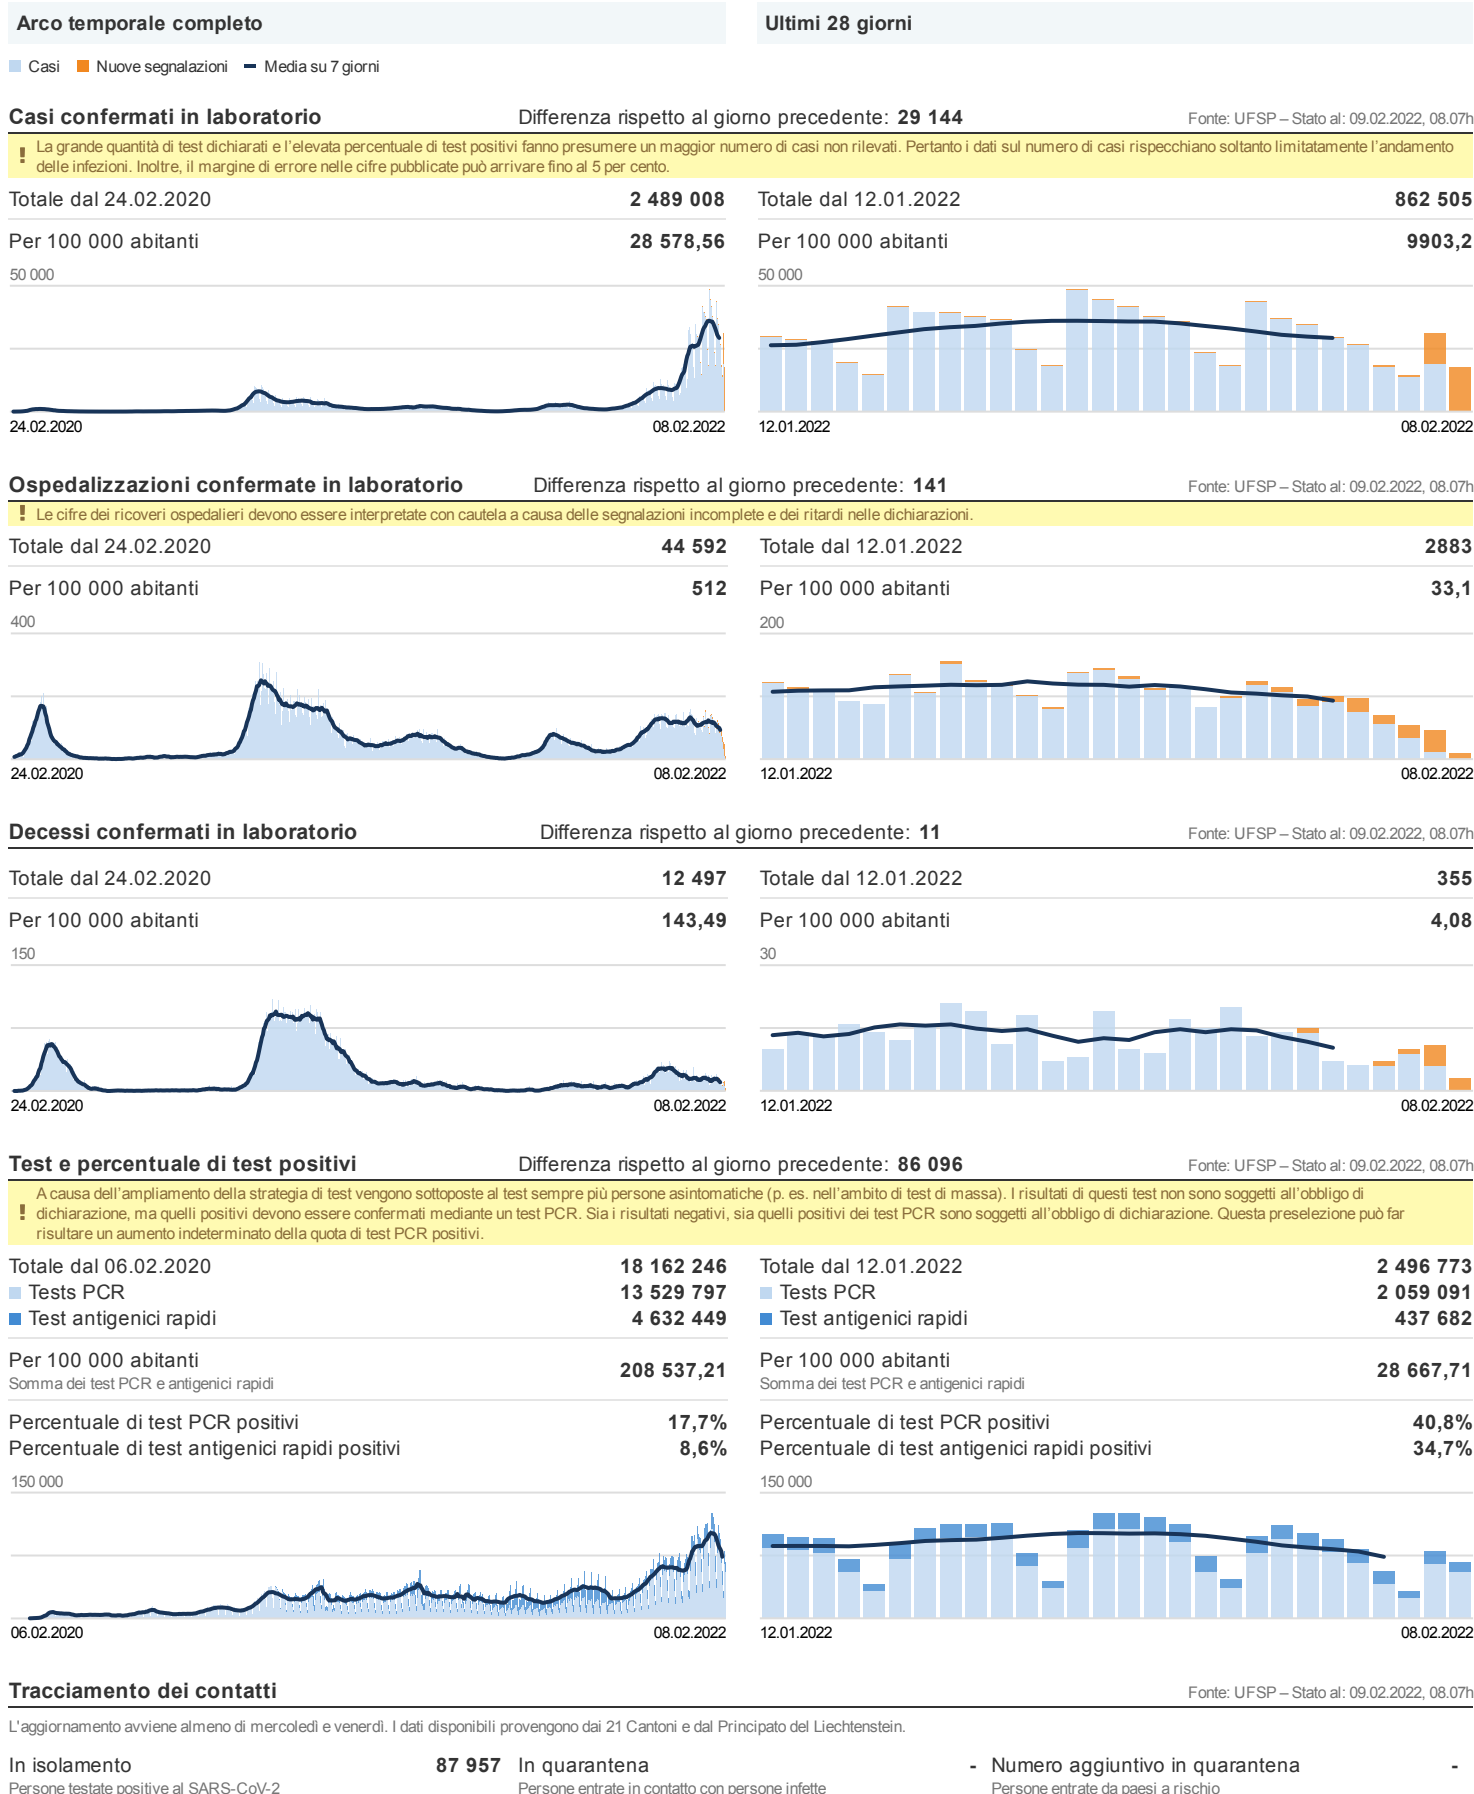 Arco temporale completo
Ultimi 28 giorni
Casi Nuove segnalazioni Media su 7 giorni
Casi confermati in laboratorio Differenza rispetto al giorno precedente: 29 144 Fonte: UFSP – Stato al: 09.02.2022, 08.07h
! La grande quantità di test dichiarati e l'elevata percentuale di test positivi fanno presumere un maggior numero di casi non rilevati. Pertanto i dati sul numero di casi rispecchiano soltanto limitatamente l'andamento
delle infezioni. Inoltre, il margine di errore nelle cifre pubblicate può arrivare fino al 5 per cento.
Totale dal 24.02.2020 2 489 008
Per 100 000 abitanti 28 578,56
50 000
24.02.2020 08.02.2022
Totale dal 12.01.2022 862 505
Per 100 000 abitanti 9903,2
50 000
12.01.2022 08.02.2022
Ospedalizzazioni confermate in laboratorio Differenza rispetto al giorno precedente: 141 Fonte: UFSP – Stato al: 09.02.2022, 08.07h
! Le cifre dei ricoveri ospedalieri devono essere interpretate con cautela a causa delle segnalazioni incomplete e dei ritardi nelle dichiarazioni.
Totale dal 24.02.2020 44 592
Per 100 000 abitanti 512
400
24.02.2020 08.02.2022
Totale dal 12.01.2022 2883
Per 100 000 abitanti 33,1
200
12.01.2022 08.02.2022
Decessi confermati in laboratorio Differenza rispetto al giorno precedente: 11 Fonte: UFSP – Stato al: 09.02.2022, 08.07h
Totale dal 24.02.2020 12 497
Per 100 000 abitanti 143,49
150
24.02.2020 08.02.2022
Totale dal 12.01.2022 355
Per 100 000 abitanti 4,08
30
12.01.2022 08.02.2022
Test e percentuale di test positivi Differenza rispetto al giorno precedente: 86 096 Fonte: UFSP – Stato al: 09.02.2022, 08.07h
A causa dell'ampliamento della strategia di test vengono sottoposte al test sempre più persone asintomatiche (p. es. nell'ambito di test di massa). I risultati di questi test non sono soggetti all'obbligo di
! dichiarazione, ma quelli positivi devono essere confermati mediante un test PCR. Sia i risultati negativi, sia quelli positivi dei test PCR sono soggetti all'obbligo di dichiarazione. Questa preselezione può far
risultare un aumento indeterminato della quota di test PCR positivi.
Totale dal 06.02.2020 18 162 246
Tests PCR 13 529 797
Test antigenici rapidi 4 632 449
Per 100 000 abitanti 208 537,21
Somma dei test PCR e antigenici rapidi
Percentuale di test PCR positivi 17,7%
Percentuale di test antigenici rapidi positivi 8,6%
150 000
06.02.2020 08.02.2022
Totale dal 12.01.2022 2 496 773
Tests PCR 2 059 091
Test antigenici rapidi 437 682
Per 100 000 abitanti 28 667,71
Somma dei test PCR e antigenici rapidi
Percentuale di test PCR positivi 40,8%
Percentuale di test antigenici rapidi positivi 34,7%
150 000
12.01.2022 08.02.2022
Tracciamento dei contatti Fonte: UFSP – Stato al: 09.02.2022, 08.07h
L'aggiornamento avviene almeno di mercoledì e venerdì. I dati disponibili provengono dai 21 Cantoni e dal Principato del Liechtenstein.
In isolamento 87 957 In quarantena - Numero aggiuntivo in quarantena -
Persone testate positive al SARS-CoV-2 Persone entrate in contatto con persone infette Persone entrate da paesi a rischio